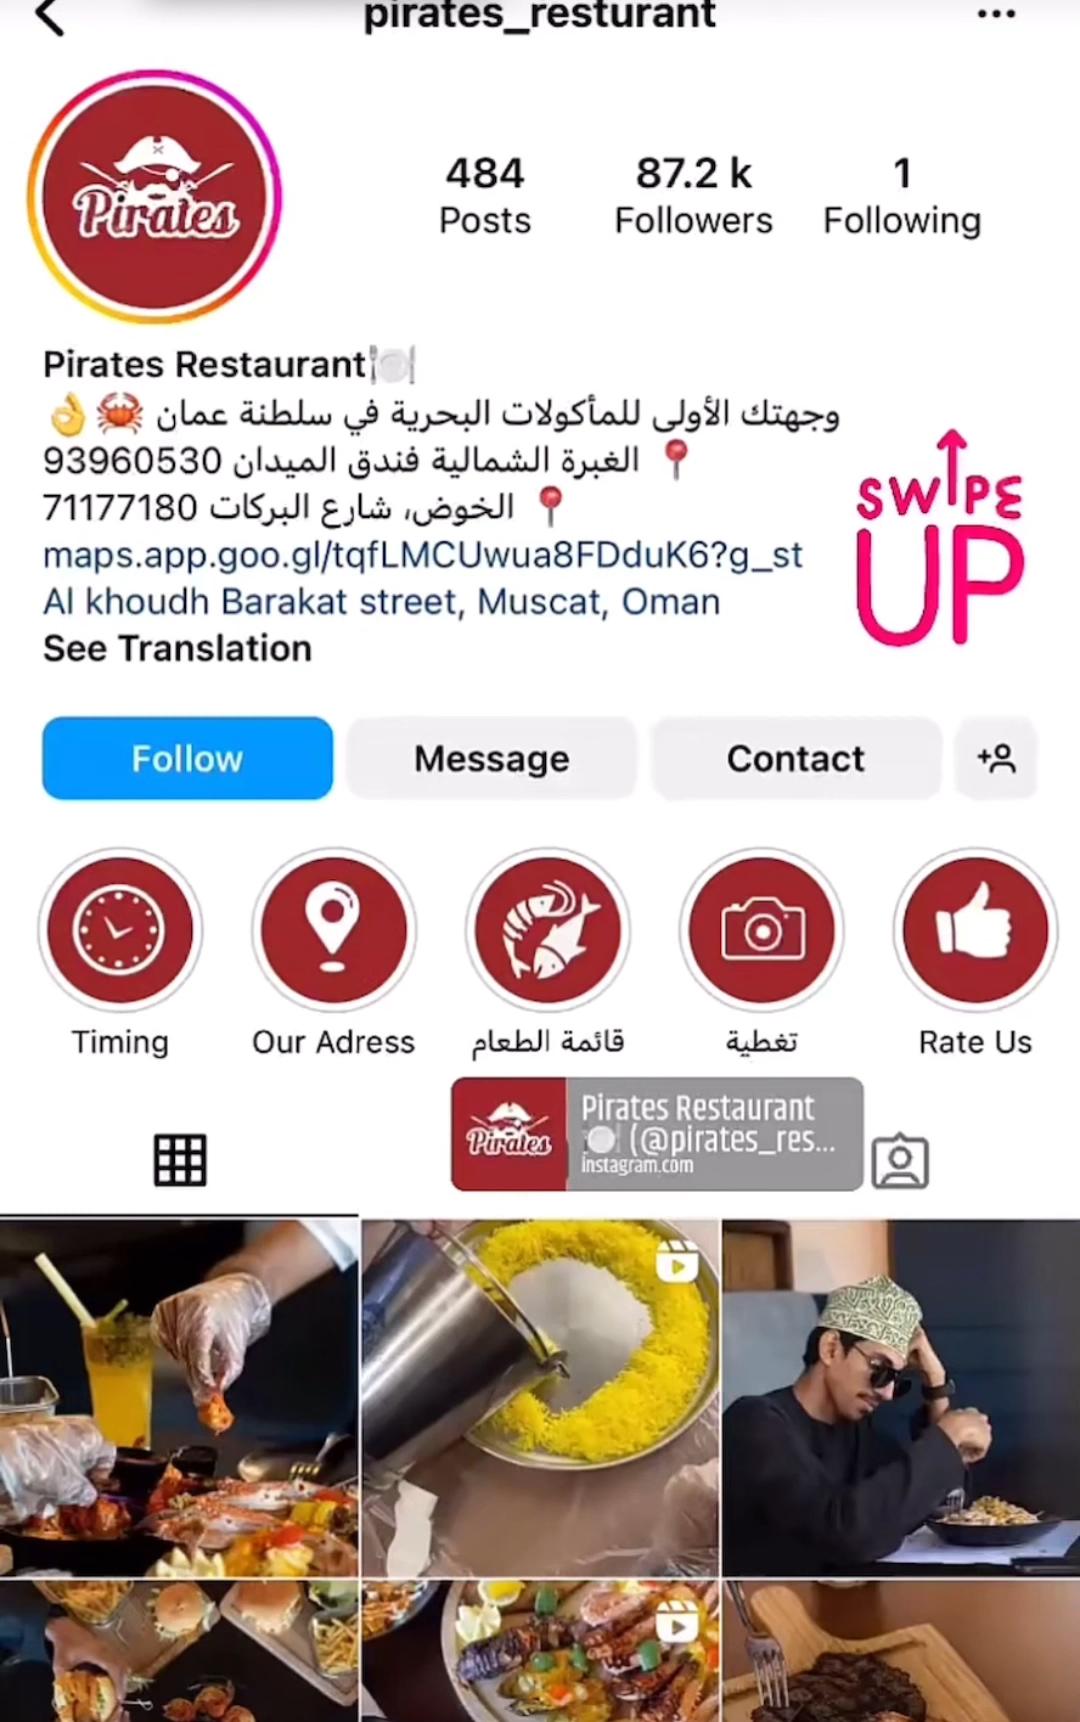 pirates_resturant
Pirates
484
Posts
87.2 k
Followers
1
Following
Pirates Restaurant🍽️
وجهتك الأولى للمأكولات البحرية في سلطنة عمان 🦀👌
📍 الغبرة الشمالية فندق الميدان 93960530
📍 الخوض، شارع البركات 71177180
maps.app.goo.gl/tqfLMCUwua8FDduK6?g_st
Al khoudh Barakat street, Muscat, Oman
See Translation
SWIPE
UP
Follow
Message
Contact
Timing
Our Adress
قائمة الطعام
تغطية
Rate Us
Pirates
Pirates Restaurant
🍽️ (@pirates_res...
instagram.com